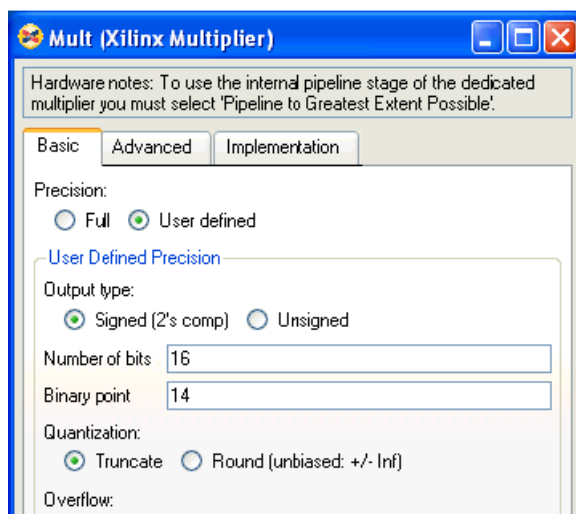 Mult (Xilinx Multiplier)
Hardware notes: To use the internal pipeline stage of the dedicated
multiplier you must select 'Pipeline to Greatest Extent Possible'.
Basic Advanced Implementation
Precision:
Full User defined
User Defined Precision
Output type:
Signed (2's comp) Unsigned
Number of bits 16
Binary point 14
Quantization:
Truncate Round (unbiased: +/- Inf)
Overflow: